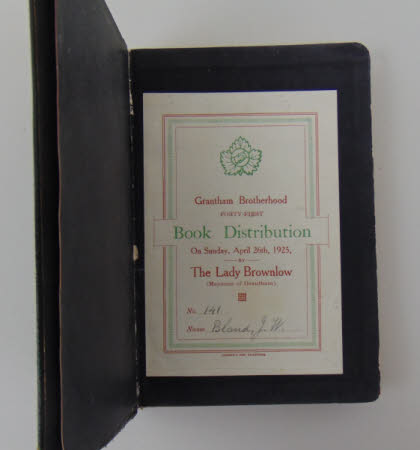 Grantham Brotherhood
FORTY-FIRST
Book Distribution
On Sunday, April 26th, 1925,
BY
The Lady Brownlow
(Mayoress of Grantham).
No. 141
Name Bland, J. W.